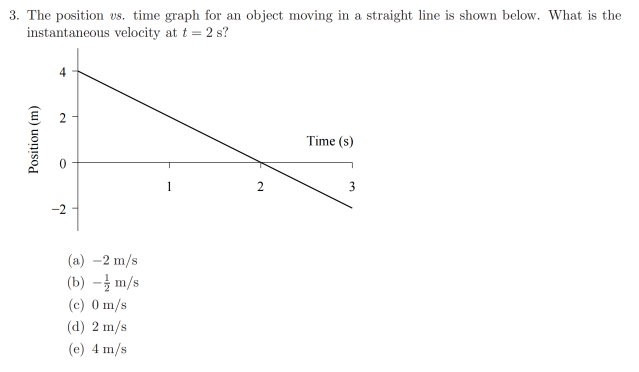 3. The position vs. time graph for an object moving in a straight line is shown below. What is the
instantaneous velocity at t = 2 s?
4
2
0
−2
Position (m)
Time (s)
1
2
3
(a) −2 m/s
(b) −½ m/s
(c) 0 m/s
(d) 2 m/s
(e) 4 m/s